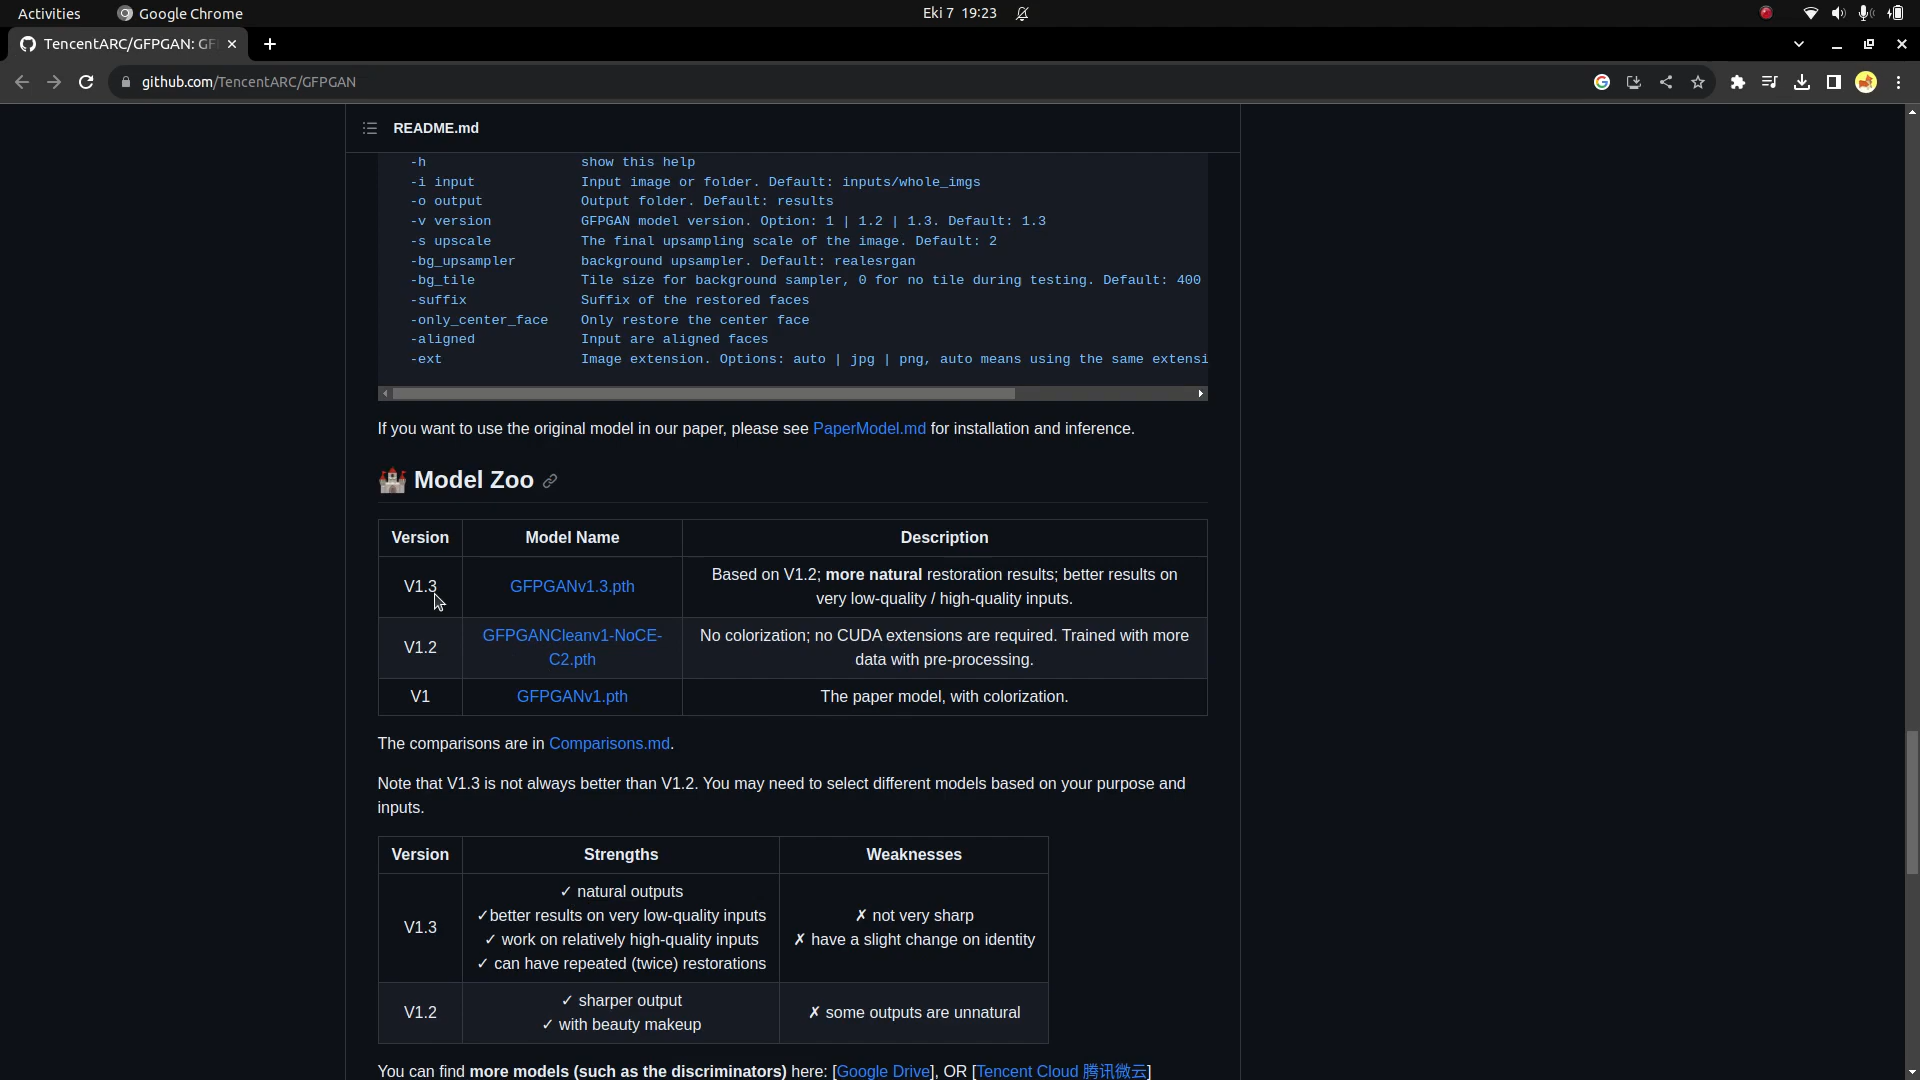 Activities Google Chrome Eki 7 19:23
TencentARC/GFPGAN: GF
github.com/TencentARC/GFPGAN
README.md
-h show this help
-i input Input image or folder. Default: inputs/whole_imgs
-o output Output folder. Default: results
-v version GFPGAN model version. Option: 1 | 1.2 | 1.3. Default: 1.3
-s upscale The final upsampling scale of the image. Default: 2
-bg_upsampler background upsampler. Default: realesrgan
-bg_tile Tile size for background sampler, 0 for no tile during testing. Default: 400
-suffix Suffix of the restored faces
-only_center_face Only restore the center face
-aligned Input are aligned faces
-ext Image extension. Options: auto | jpg | png, auto means using the same extensi
If you want to use the original model in our paper, please see PaperModel.md for installation and inference.
🏰 Model Zoo
Version Model Name Description
V1.3 GFPGANv1.3.pth Based on V1.2; more natural restoration results; better results on
very low-quality / high-quality inputs.
V1.2 GFPGANCleanv1-NoCE-
C2.pth No colorization; no CUDA extensions are required. Trained with more
data with pre-processing.
V1 GFPGANv1.pth The paper model, with colorization.
The comparisons are in Comparisons.md.
Note that V1.3 is not always better than V1.2. You may need to select different models based on your purpose and
inputs.
Version Strengths Weaknesses
V1.3 ✓ natural outputs
✓better results on very low-quality inputs
✓ work on relatively high-quality inputs
✓ can have repeated (twice) restorations
✗ not very sharp
✗ have a slight change on identity
V1.2 ✓ sharper output
✓ with beauty makeup
✗ some outputs are unnatural
You can find more models (such as the discriminators) here: [Google Drive], OR [Tencent Cloud 腾讯微云]